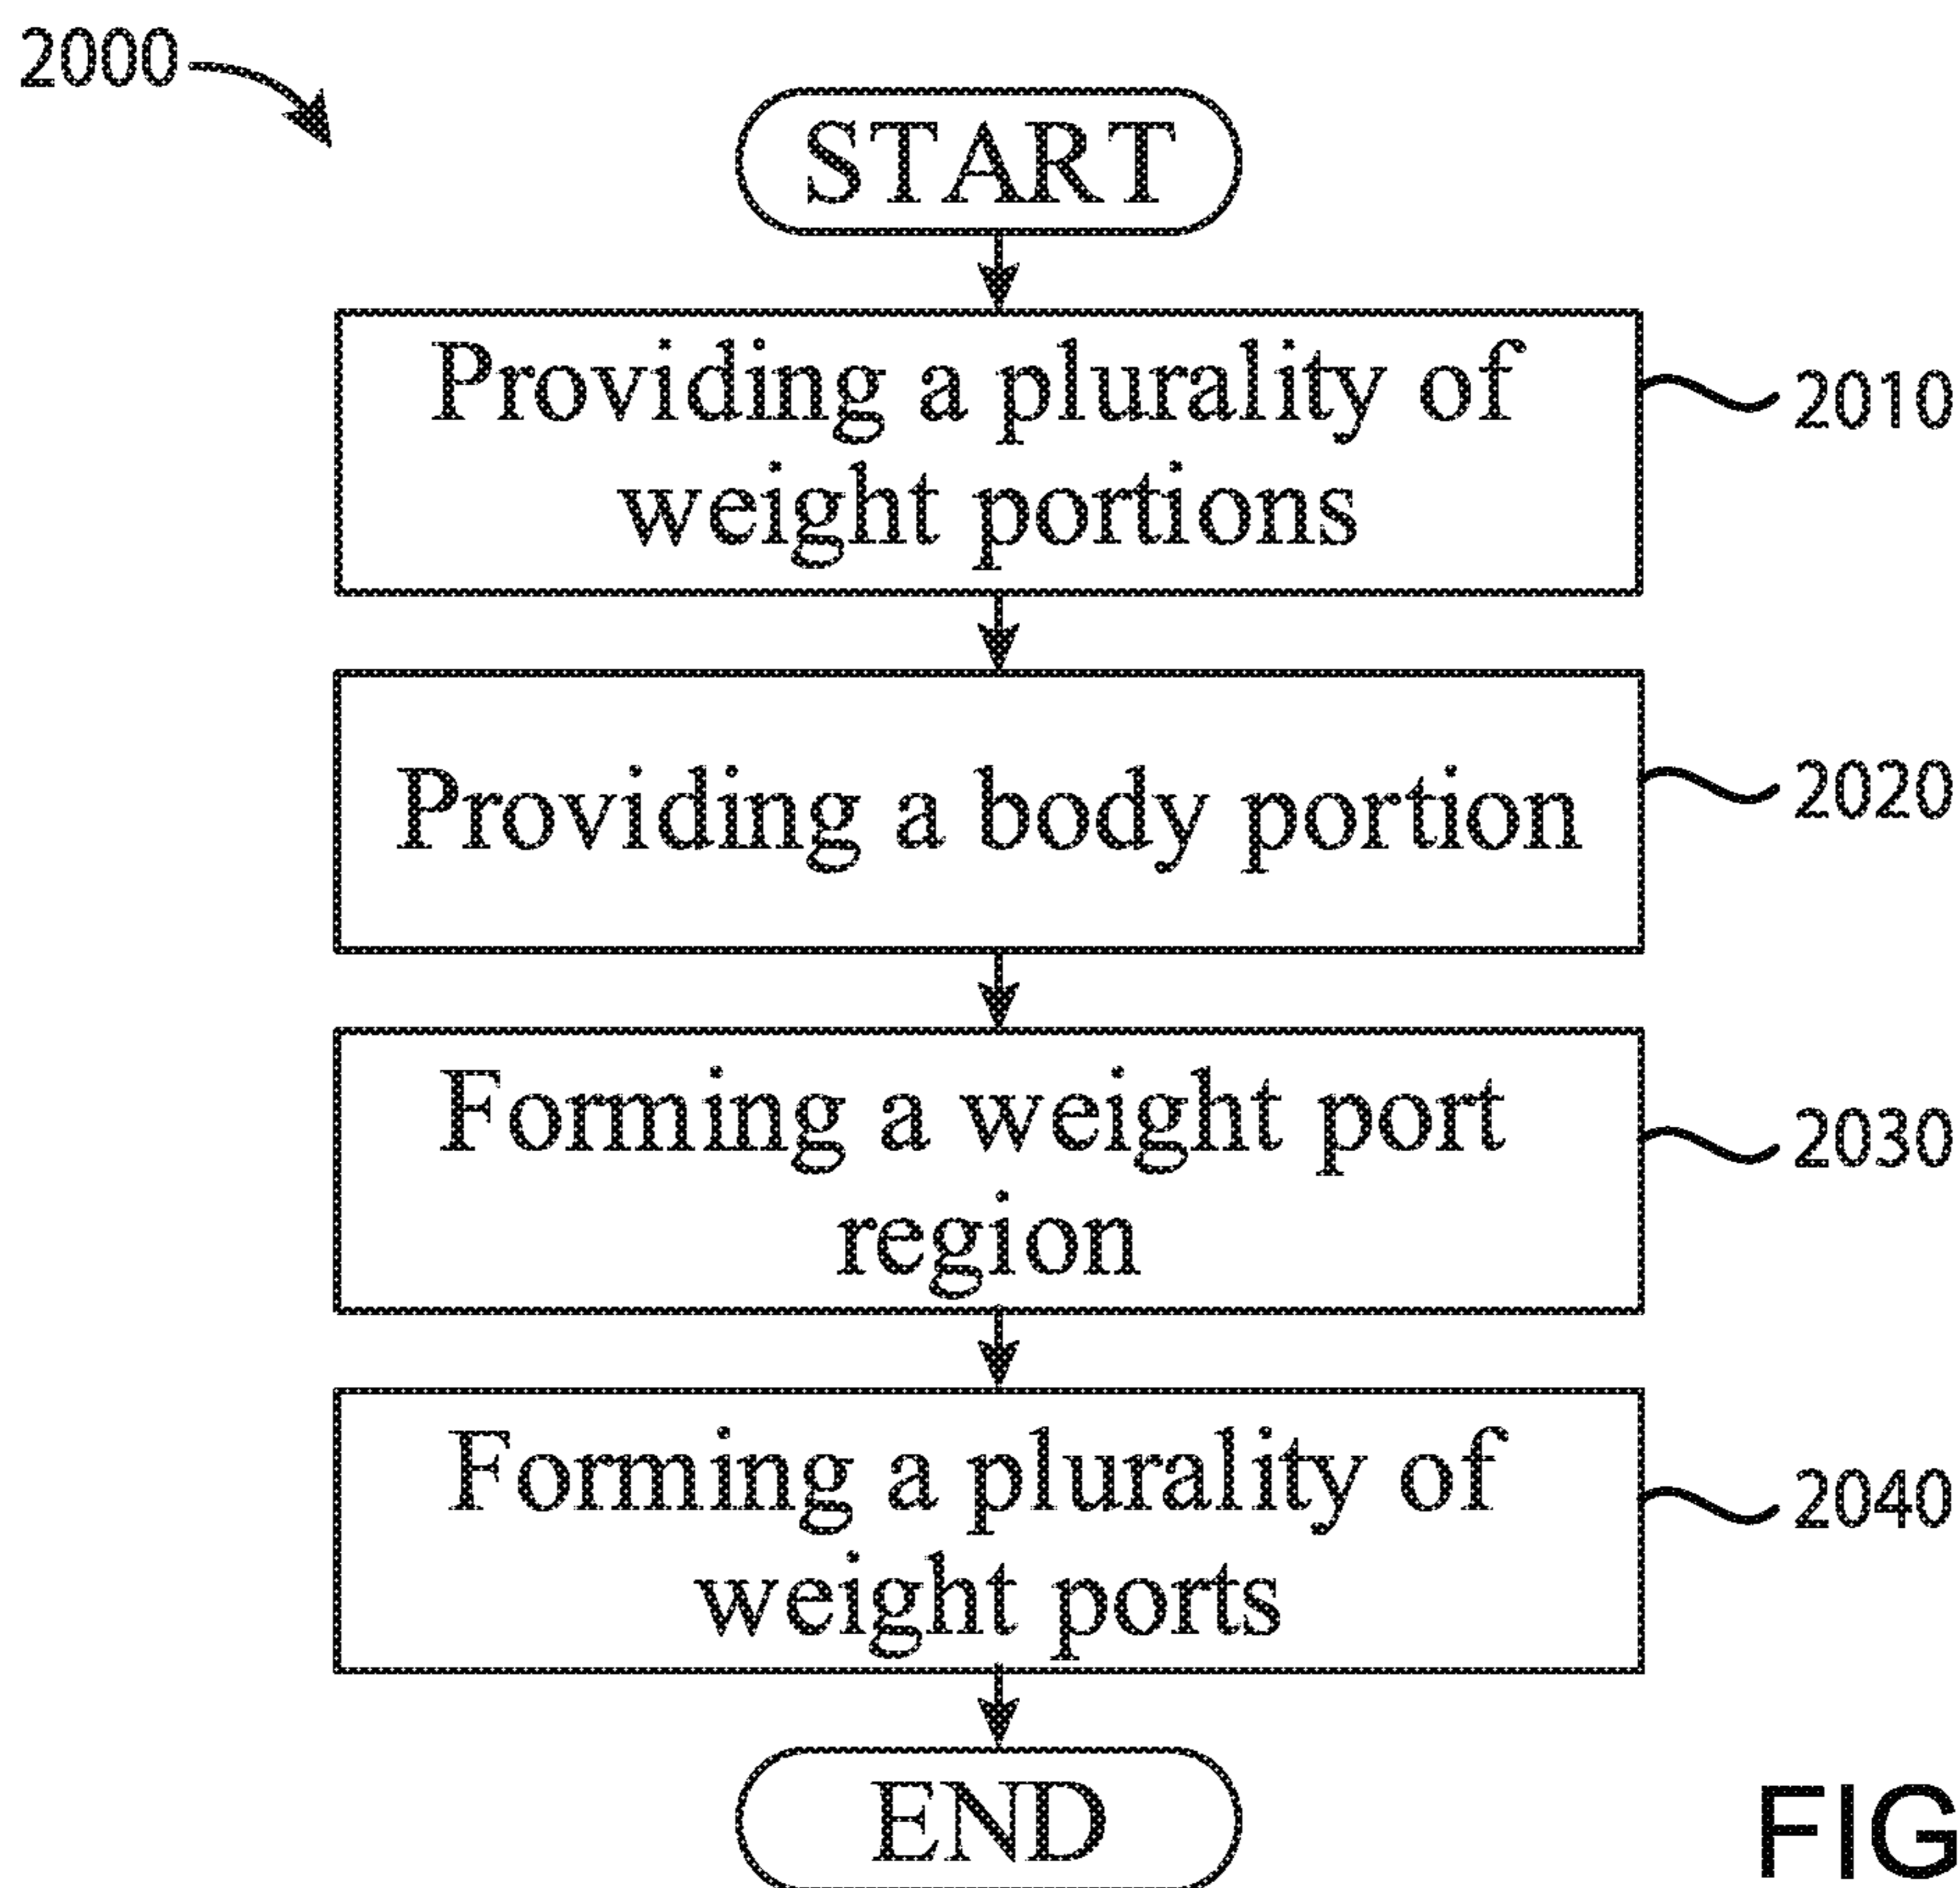 2000
START
Providing a plurality of
weight portions
2010
Providing a body portion
2020
Forming a weight port
region
2030
Forming a plurality of
weight ports
2040
END
FIG